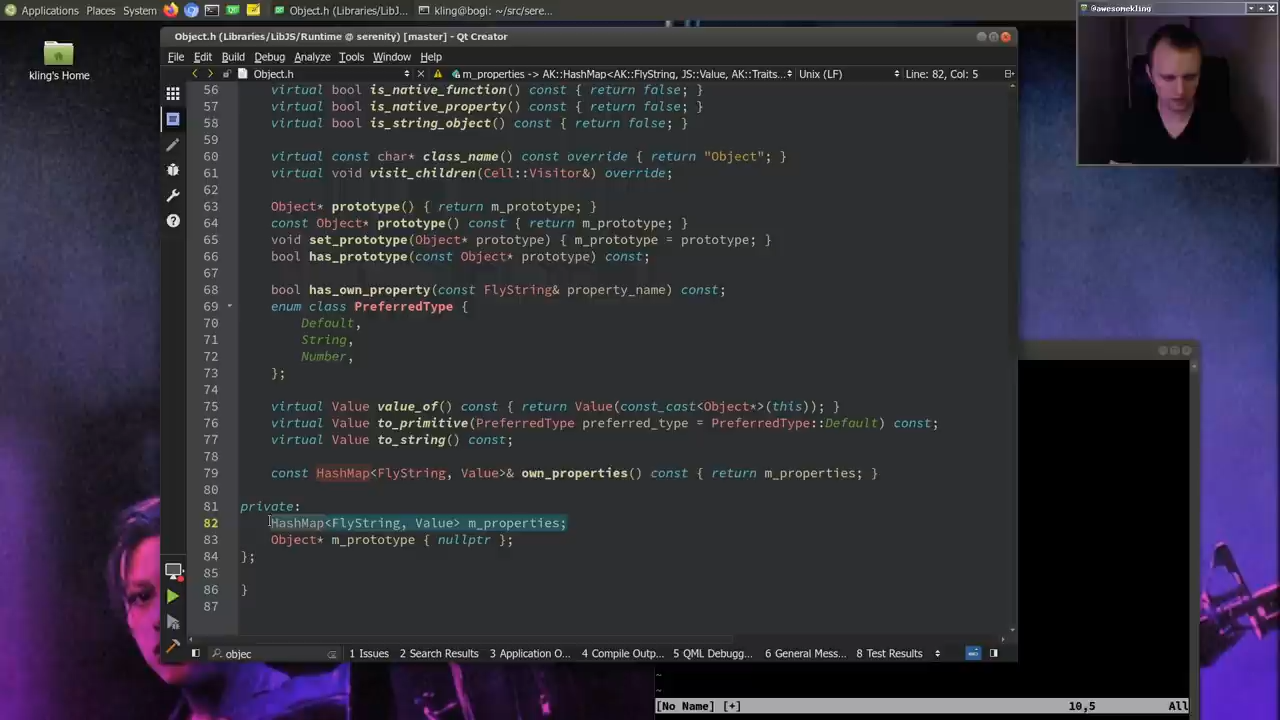 Applications Places System
Object.h (Libraries/LibJS/Runtime @ serenity) [master] - Qt Creator
Object.h (Libraries/LibJ...
kling@bogi: ~/src/sere...
@awesomekling
kling's Home
File Edit Build Debug Analyze Tools Window Help
Object.h
m_properties -> AK::HashMap<AK::FlyString, JS::Value, AK::Traits...
Unix (LF)
Line: 82, Col: 5
56 virtual bool is_native_function() const { return false; }
57 virtual bool is_native_property() const { return false; }
58 virtual bool is_string_object() const { return false; }
59
60 virtual const char* class_name() const override { return "Object"; }
61 virtual void visit_children(Cell::Visitor&) override;
62
63 Object* prototype() { return m_prototype; }
64 const Object* prototype() const { return m_prototype; }
65 void set_prototype(Object* prototype) { m_prototype = prototype; }
66 bool has_prototype(const Object* prototype) const;
67
68 bool has_own_property(const FlyString& property_name) const;
69 enum class PreferredType {
70 Default,
71 String,
72 Number,
73 };
74
75 virtual Value value_of() const { return Value(const_cast<Object*>(this)); }
76 virtual Value to_primitive(PreferredType preferred_type = PreferredType::Default) const;
77 virtual Value to_string() const;
78
79 const HashMap<FlyString, Value>& own_properties() const { return m_properties; }
80
81 private:
82 HashMap<FlyString, Value> m_properties;
83 Object* m_prototype { nullptr };
84 };
85
86 }
87
objec
1 Issues 2 Search Results 3 Application O... 4 Compile Outp... 5 QML Debugg... 6 General Mess... 8 Test Results
~
~
[No Name] [+] 10,5 All